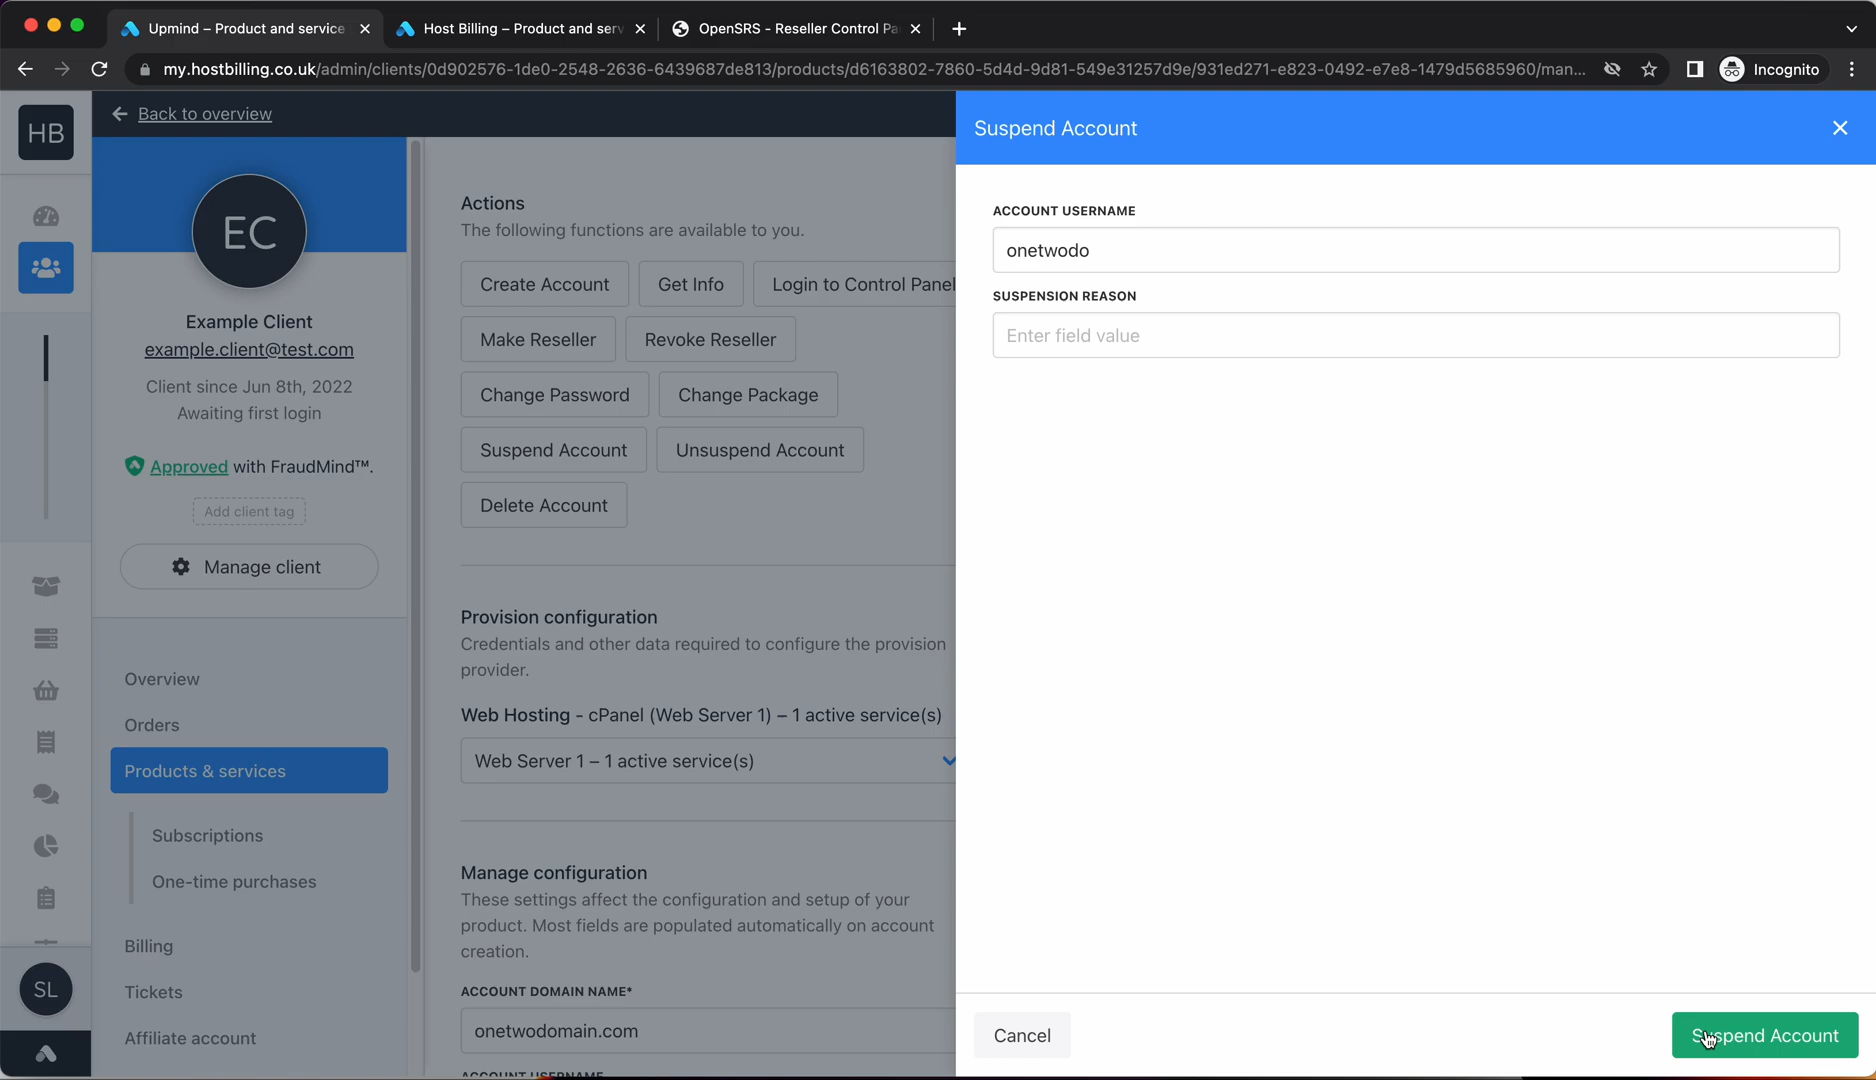 Upmind – Product and service
Host Billing – Product and serv
OpenSRS - Reseller Control Pa
my.hostbilling.co.uk/admin/clients/0d902576-1de0-2548-2636-6439687de813/products/d6163802-7860-5d4d-9d81-549e31257d9e/931ed271-e823-0492-e7e8-1479d5685960/man...
Incognito
HB
Back to overview
EC
Example Client
example.client@test.com
Client since Jun 8th, 2022
Awaiting first login
Approved with FraudMind™.
Add client tag
Manage client
Overview
Orders
Products & services
Subscriptions
One-time purchases
Billing
Tickets
Affiliate account
SL
Actions
The following functions are available to you.
Create Account
Get Info
Login to Control Panel
Make Reseller
Revoke Reseller
Change Password
Change Package
Suspend Account
Unsuspend Account
Delete Account
Provision configuration
Credentials and other data required to configure the provision
provider.
Web Hosting - cPanel (Web Server 1) – 1 active service(s)
Web Server 1 – 1 active service(s)
Manage configuration
These settings affect the configuration and setup of your
product. Most fields are populated automatically on account
creation.
ACCOUNT DOMAIN NAME*
onetwodomain.com
ACCOUNT USERNAME
Suspend Account
ACCOUNT USERNAME
onetwodo
SUSPENSION REASON
Enter field value
Cancel
Suspend Account